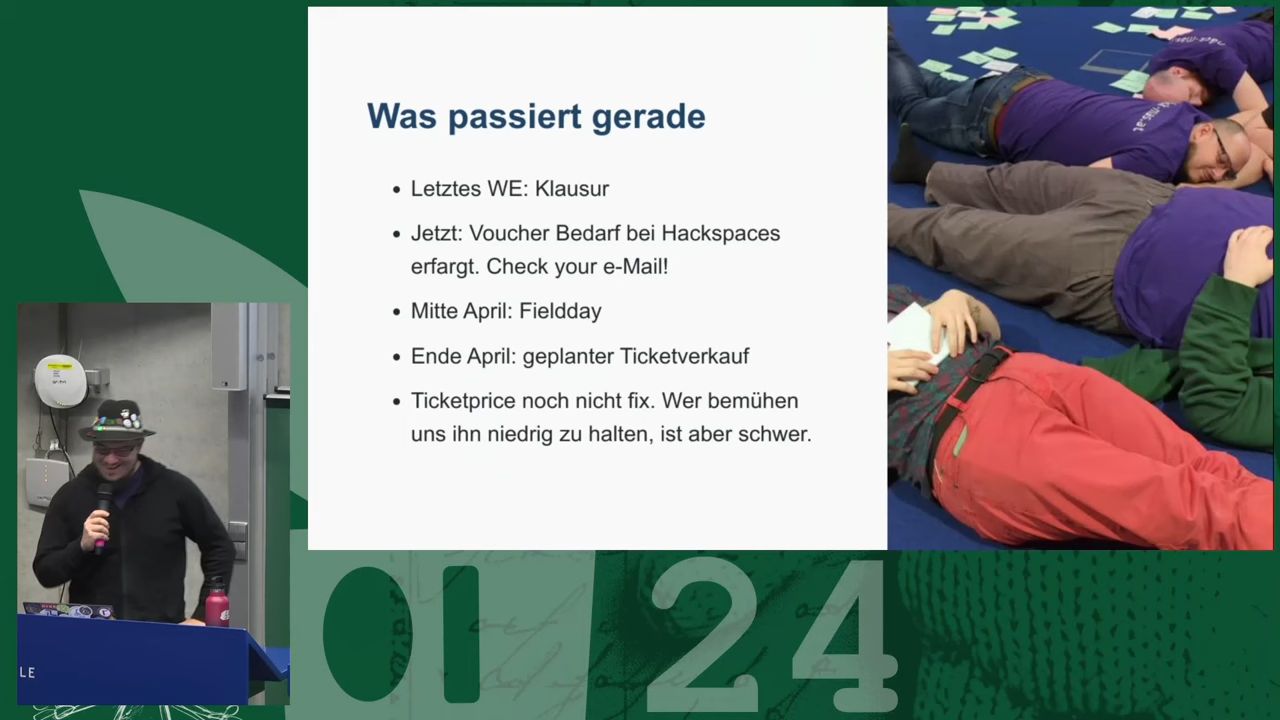 Was passiert gerade
Letztes WE: Klausur
Jetzt: Voucher Bedarf bei Hackspaces
erfargt. Check your e-Mail!
Mitte April: Fieldday
Ende April: geplanter Ticketverkauf
Ticketprice noch nicht fix. Wer bemühen
uns ihn niedrig zu halten, ist aber schwer.
LE
24